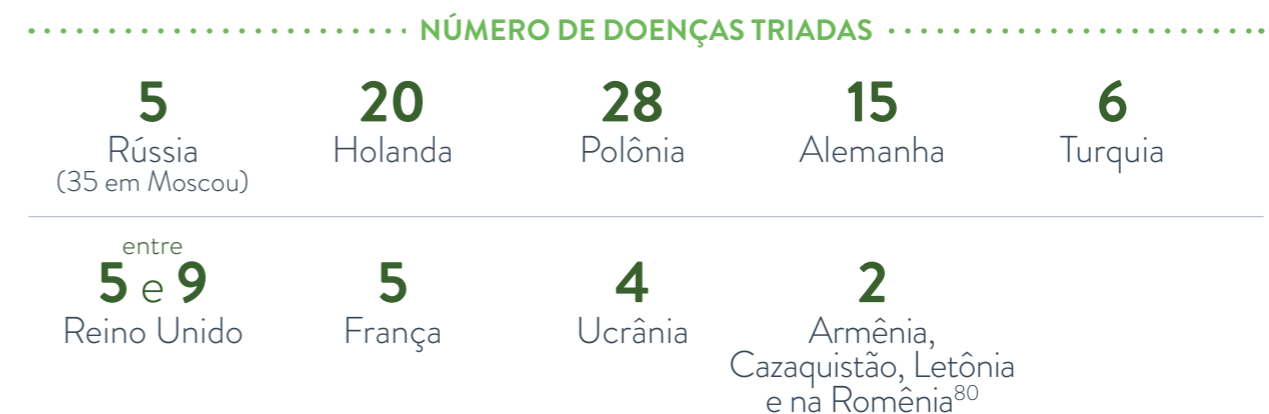 NÚMERO DE DOENÇAS TRIADAS
5
Rússia
(35 em Moscou)
20
Holanda
28
Polônia
15
Alemanha
6
Turquia
entre
5 e 9
Reino Unido
5
França
4
Ucrânia
2
Armênia,
Cazaquistão, Letônia
e na Romênia80